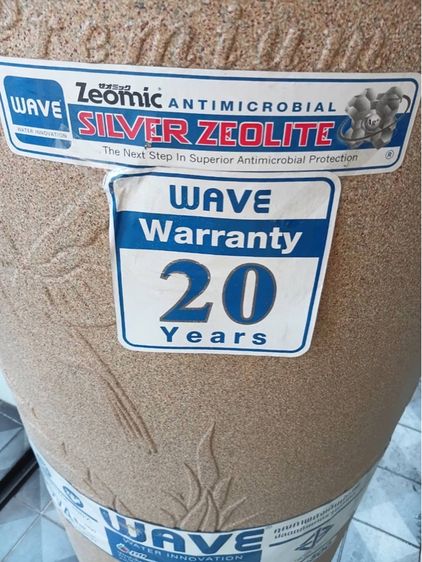 WAVE
WATER INNOVATION
ゼオミック
Zeomic ANTIMICROBIAL
SILVER ZEOLITE
Ag+
The Next Step In Superior Antimicrobial Protection ®
WAVE
Warranty
20
Years
WAVE
WATER INNOVATION